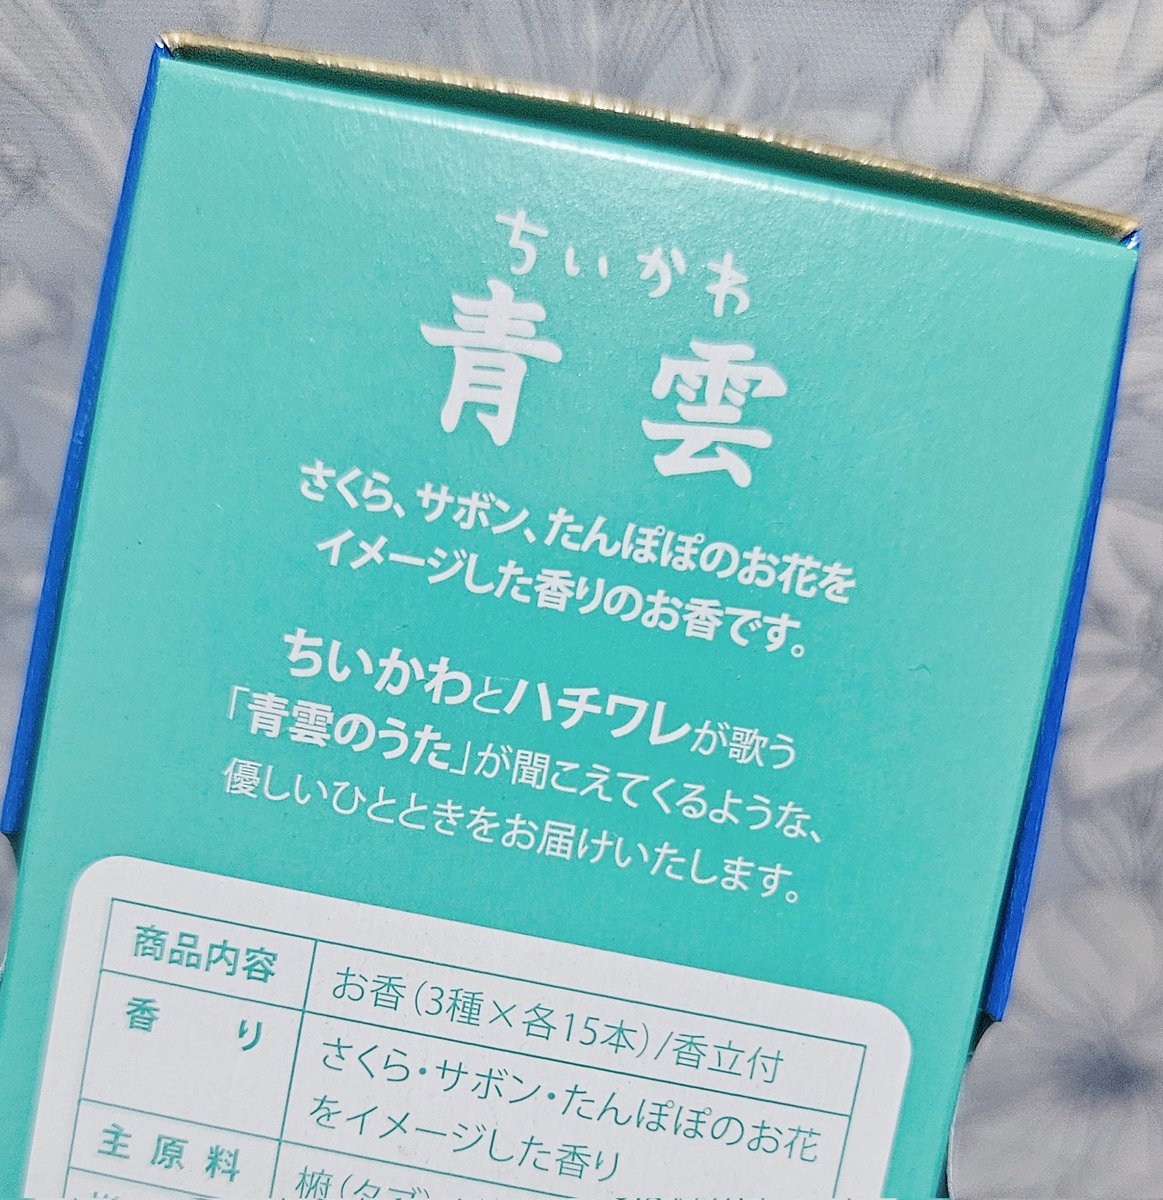 ちいかわ
青雲
さくら、サボン、たんぽぽのお花を
イメージした香りのお香です。
ちいかわとハチワレが歌う
「青雲のうた」が聞こえてくるような、
優しいひとときをお届けいたします。
商品内容
お香(3種×各15本)/香立付
香り
さくら・サボン・たんぽぽのお花
をイメージした香り
主原料